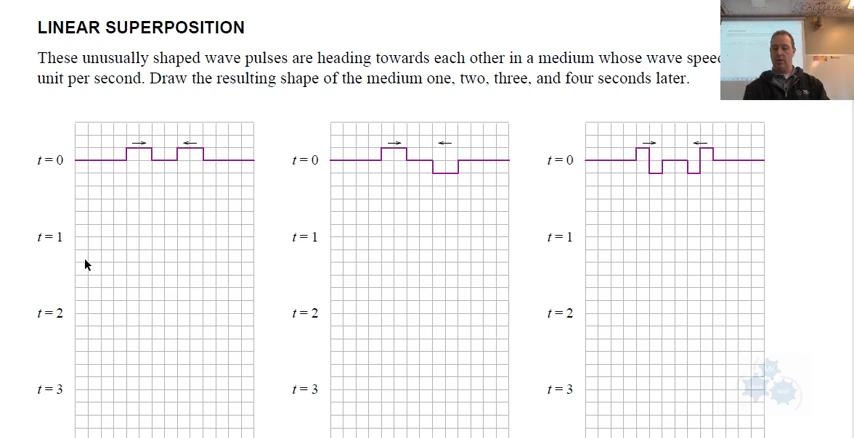 LINEAR SUPERPOSITION
These unusually shaped wave pulses are heading towards each other in a medium whose wave
unit per second. Draw the resulting shape of the medium one, two, three, and four seconds later.
t = 0
t = 0
t = 0
t = 1
t = 1
t = 1
t = 2
t = 2
t = 2
t = 3
t = 3
t = 3